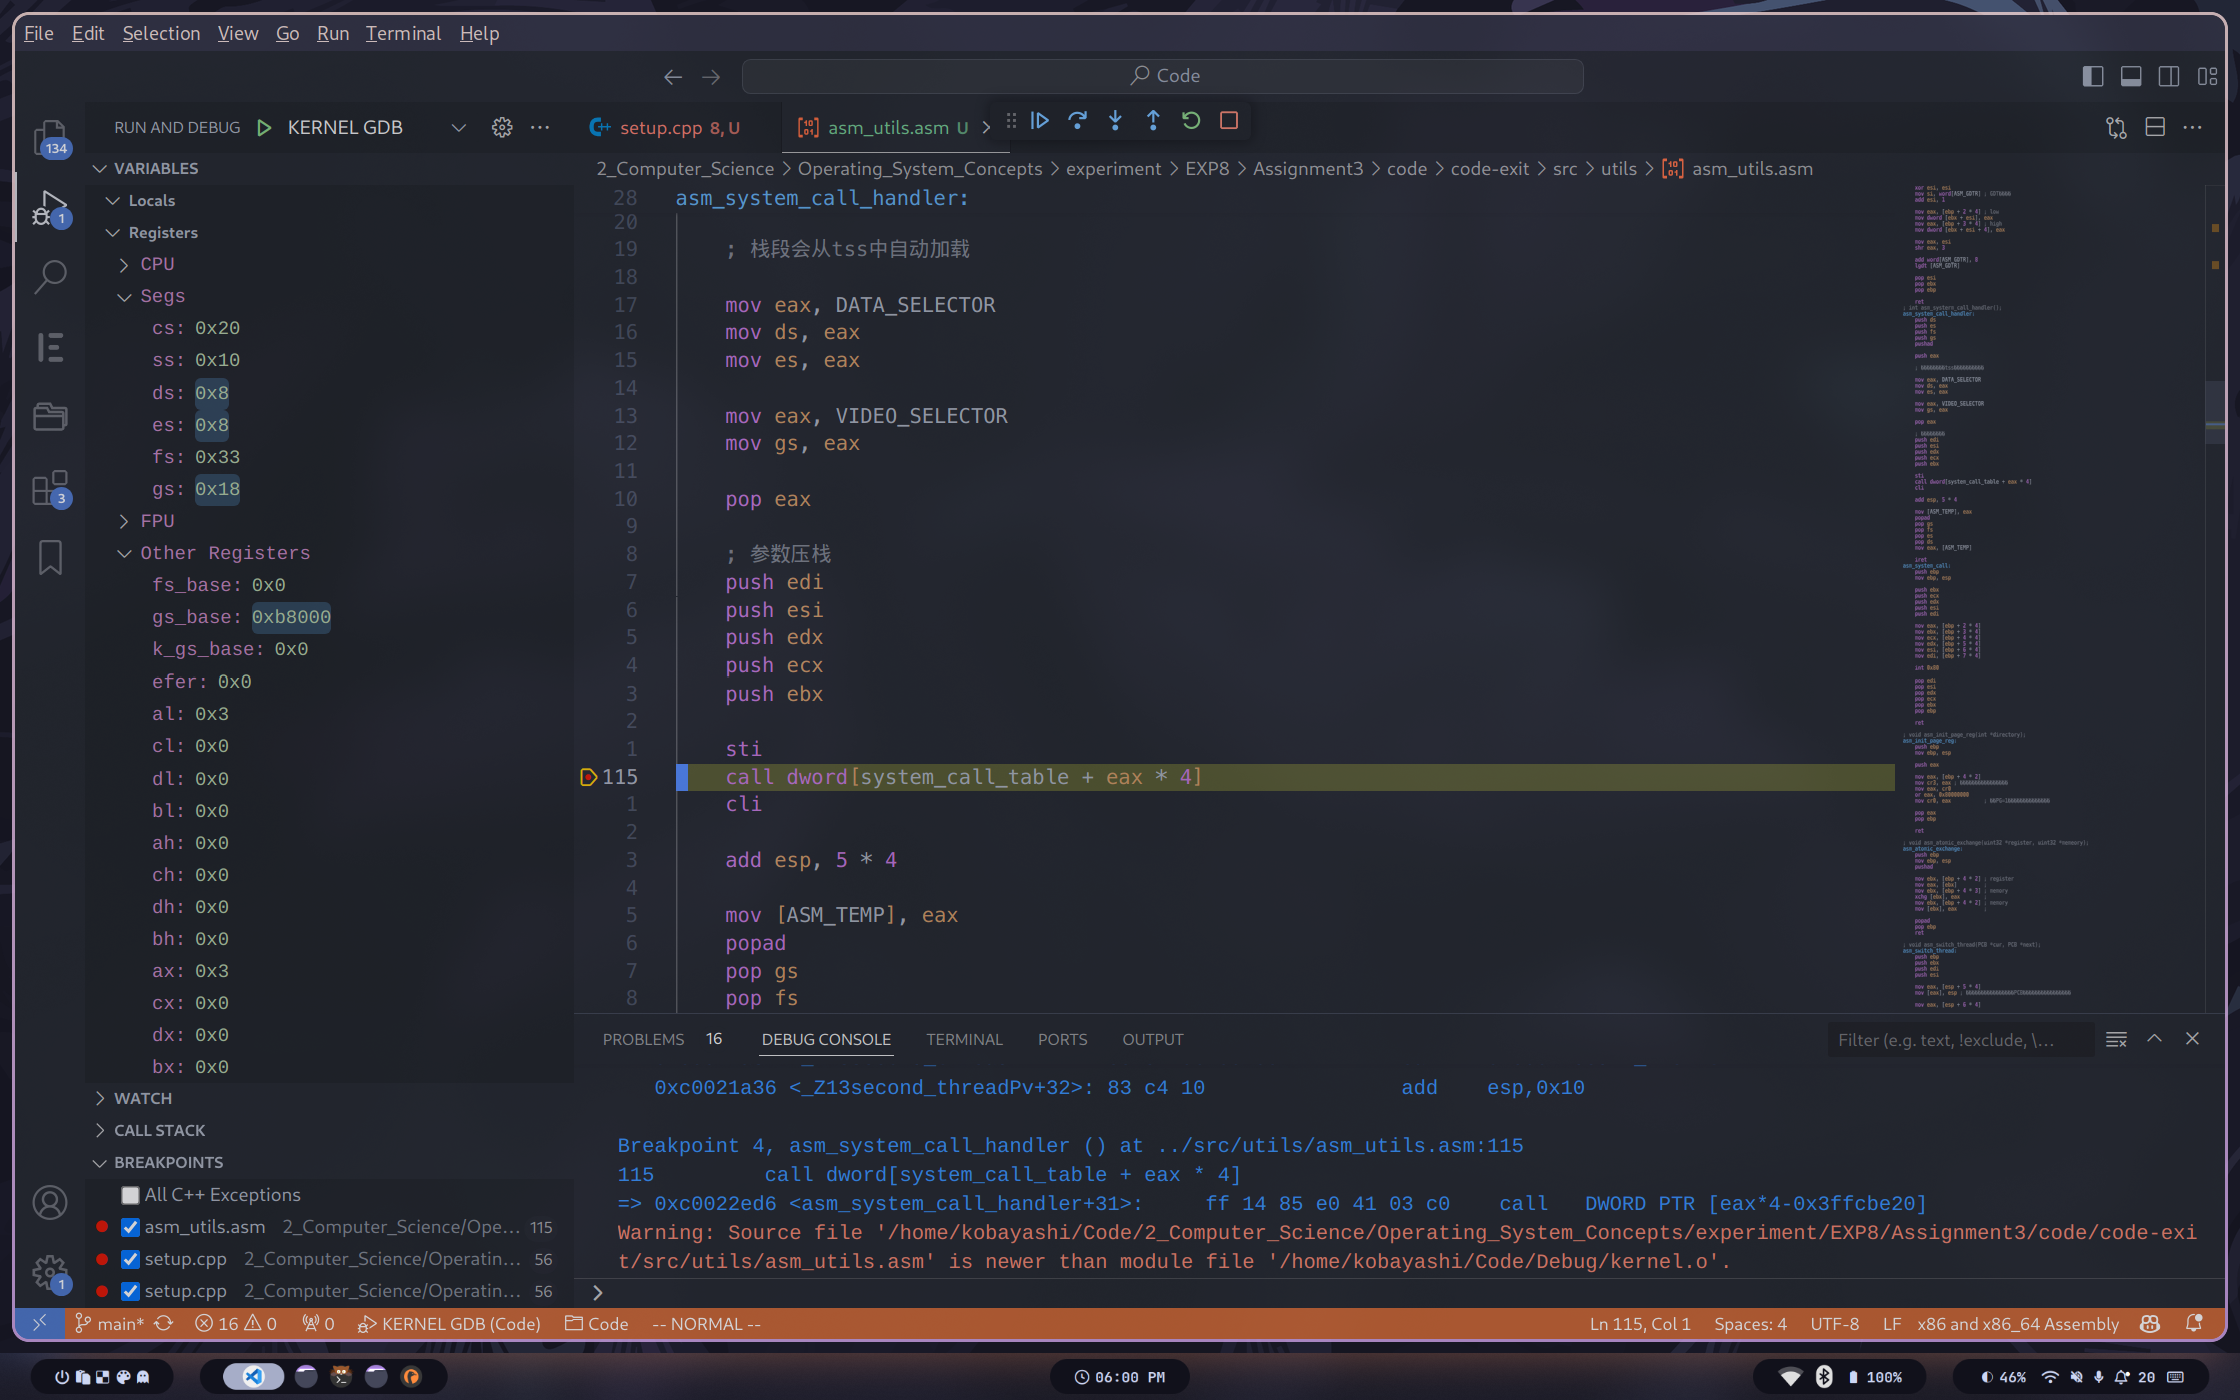 File Edit Selection View Go Run Terminal Help
Code
RUN AND DEBUG KERNEL GDB
setup.cpp 8, U
asm_utils.asm U
134
1
3
1
VARIABLES
Locals
Registers
CPU
Segs
cs: 0x20
ss: 0x10
ds: 0x8
es: 0x8
fs: 0x33
gs: 0x18
FPU
Other Registers
fs_base: 0x0
gs_base: 0xb8000
k_gs_base: 0x0
efer: 0x0
al: 0x3
cl: 0x0
dl: 0x0
bl: 0x0
ah: 0x0
ch: 0x0
dh: 0x0
bh: 0x0
ax: 0x3
cx: 0x0
dx: 0x0
bx: 0x0
WATCH
CALL STACK
BREAKPOINTS
All C++ Exceptions
asm_utils.asm 2_Computer_Science/Ope... 115
setup.cpp 2_Computer_Science/Operatin... 56
setup.cpp 2_Computer_Science/Operatin... 56
2_Computer_Science > Operating_System_Concepts > experiment > EXP8 > Assignment3 > code > code-exit > src > utils > asm_utils.asm
28 asm_system_call_handler:
20
19 ; 栈段会从tss中自动加载
18
17 mov eax, DATA_SELECTOR
16 mov ds, eax
15 mov es, eax
14
13 mov eax, VIDEO_SELECTOR
12 mov gs, eax
11
10 pop eax
9
8 ; 参数压栈
7 push edi
6 push esi
5 push edx
4 push ecx
3 push ebx
2
1 sti
115 call dword[system_call_table + eax * 4]
1 cli
2
3 add esp, 5 * 4
4
5 mov [ASM_TEMP], eax
6 popad
7 pop gs
8 pop fs
PROBLEMS 16 DEBUG CONSOLE TERMINAL PORTS OUTPUT
Filter (e.g. text, !exclude, \...
0xc0021a36 <_Z13second_threadPv+32>: 83 c4 10 add esp,0x10
Breakpoint 4, asm_system_call_handler () at ../src/utils/asm_utils.asm:115
115 call dword[system_call_table + eax * 4]
=> 0xc0022ed6 <asm_system_call_handler+31>: ff 14 85 e0 41 03 c0 call DWORD PTR [eax*4-0x3ffcbe20]
Warning: Source file '/home/kobayashi/Code/2_Computer_Science/Operating_System_Concepts/experiment/EXP8/Assignment3/code/code-exi
t/src/utils/asm_utils.asm' is newer than module file '/home/kobayashi/Code/Debug/kernel.o'.
main* 16 0 0 KERNEL GDB (Code) Code -- NORMAL --
Ln 115, Col 1 Spaces: 4 UTF-8 LF x86 and x86_64 Assembly
06:00 PM
100%
46%
20